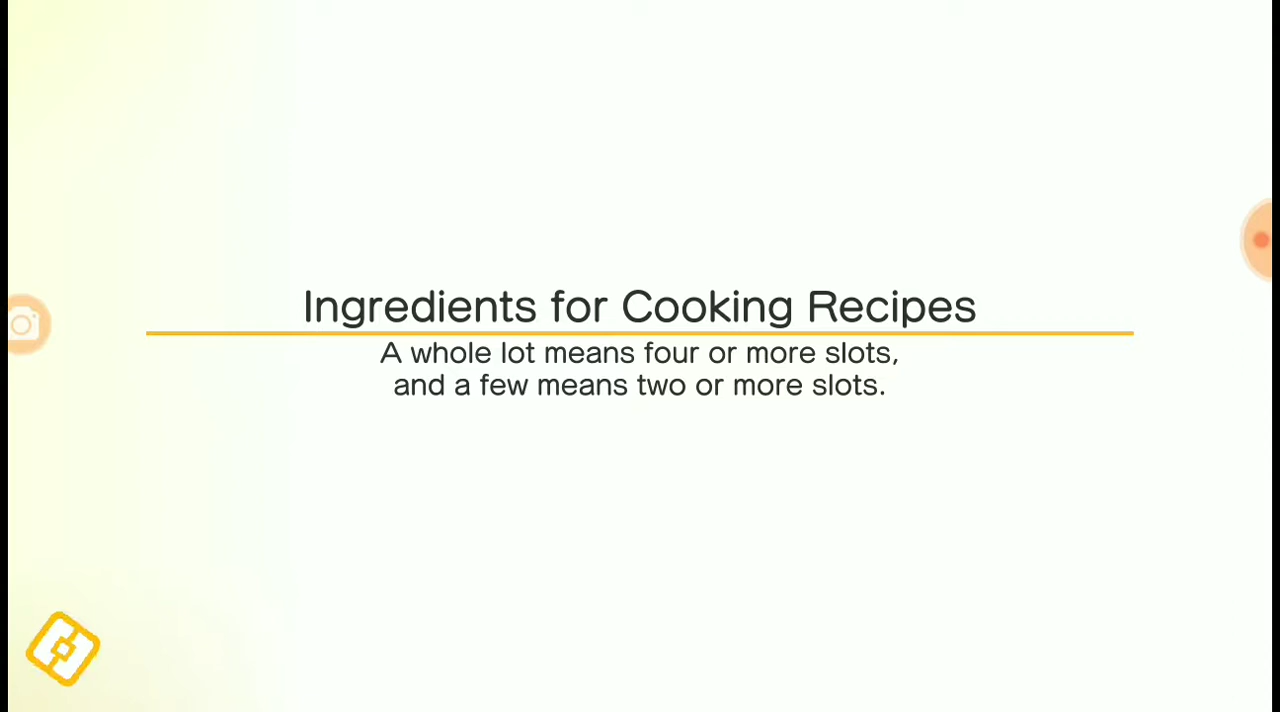 Ingredients for Cooking Recipes
A whole lot means four or more slots,
and a few means two or more slots.